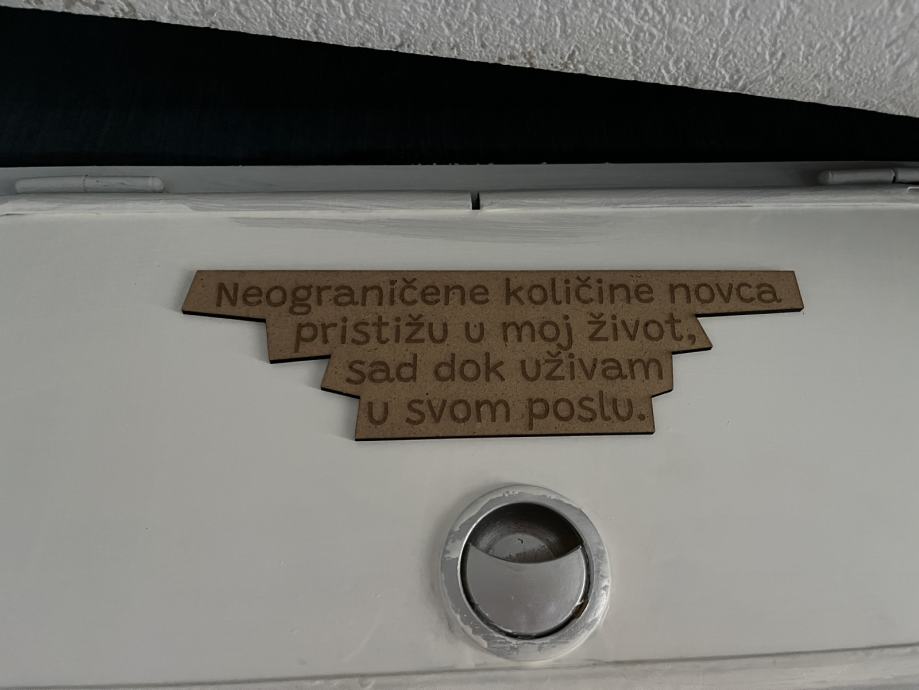 Neograničene količine novca
pristižu u moj život,
sad dok uživam
u svom poslu.